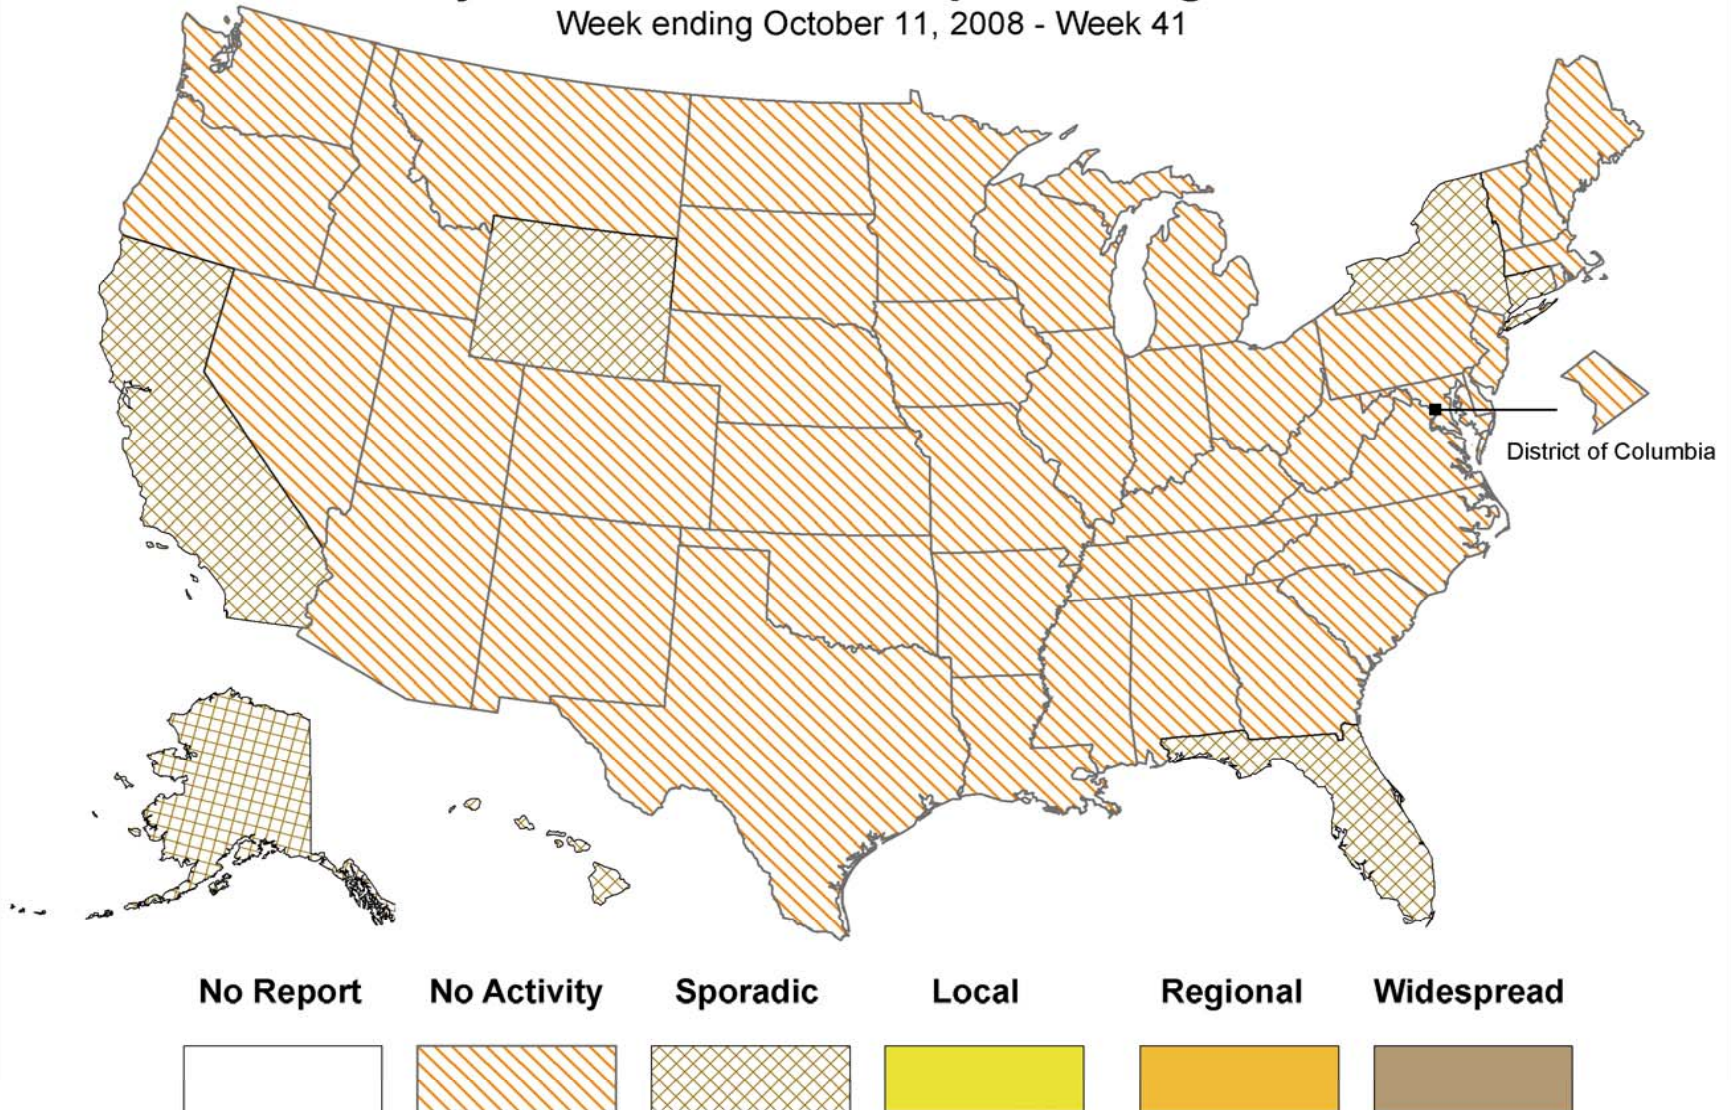 Week ending October 11, 2008 - Week 41
District of Columbia
No Report
No Activity
Sporadic
Local
Regional
Widespread